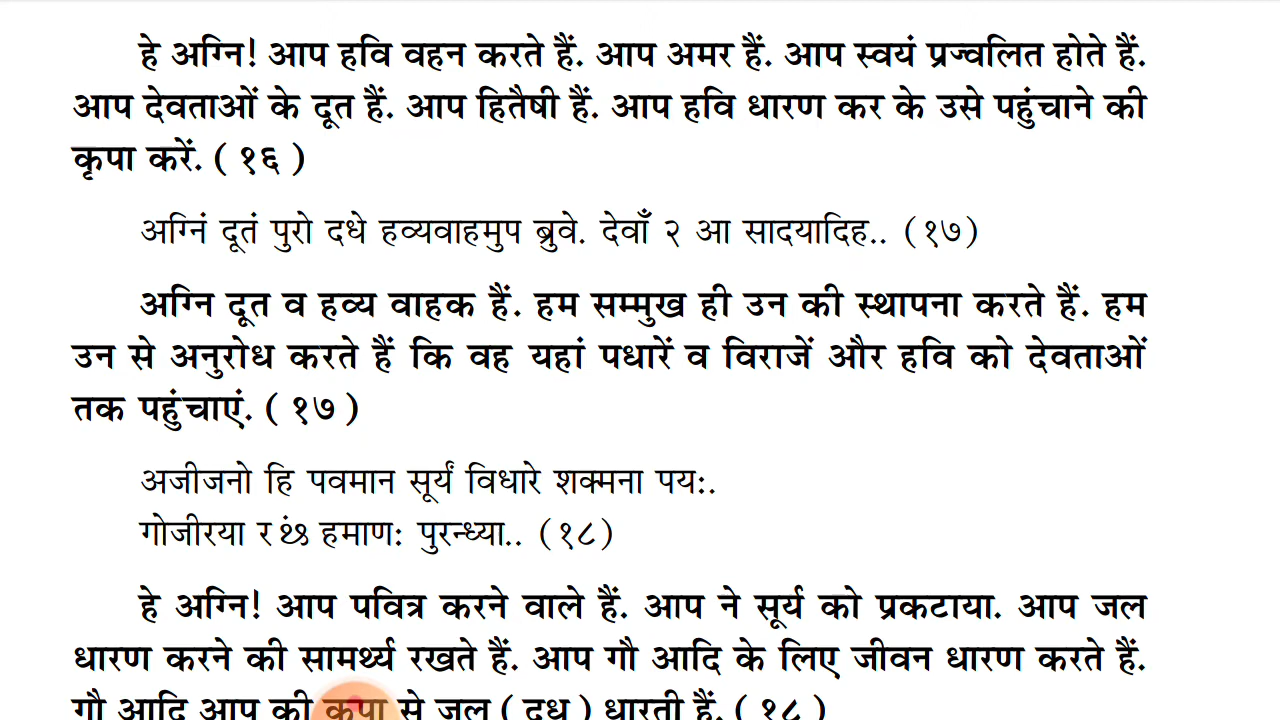 हे अग्नि! आप हवि वहन करते हैं. आप अमर हैं. आप स्वयं प्रज्वलित होते हैं.
आप देवताओं के दूत हैं. आप हितैषी हैं. आप हवि धारण कर के उसे पहुंचाने की
कृपा करें. ( १६ )
अग्निं दूतं पुरो दधे हव्यवाहमुप ब्रुवे. देवाँ २ आ सादयादिह.. (१७)
अग्नि दूत व हव्य वाहक हैं. हम सम्मुख ही उन की स्थापना करते हैं. हम
उन से अनुरोध करते हैं कि वह यहां पधारें व विराजें और हवि को देवताओं
तक पहुंचाएं. ( १७ )
अजीजनो हि पवमान सूर्यं विधारे शक्मना पयः.
गोजीरया र ꣳ हमाणः पुरन्ध्या.. (१८)
हे अग्नि! आप पवित्र करने वाले हैं. आप ने सूर्य को प्रकटाया. आप जल
धारण करने की सामर्थ्य रखते हैं. आप गौ आदि के लिए जीवन धारण करते हैं.
गौ आदि आप की कृपा से जल ( दूध ) धारती हैं. ( १८ )